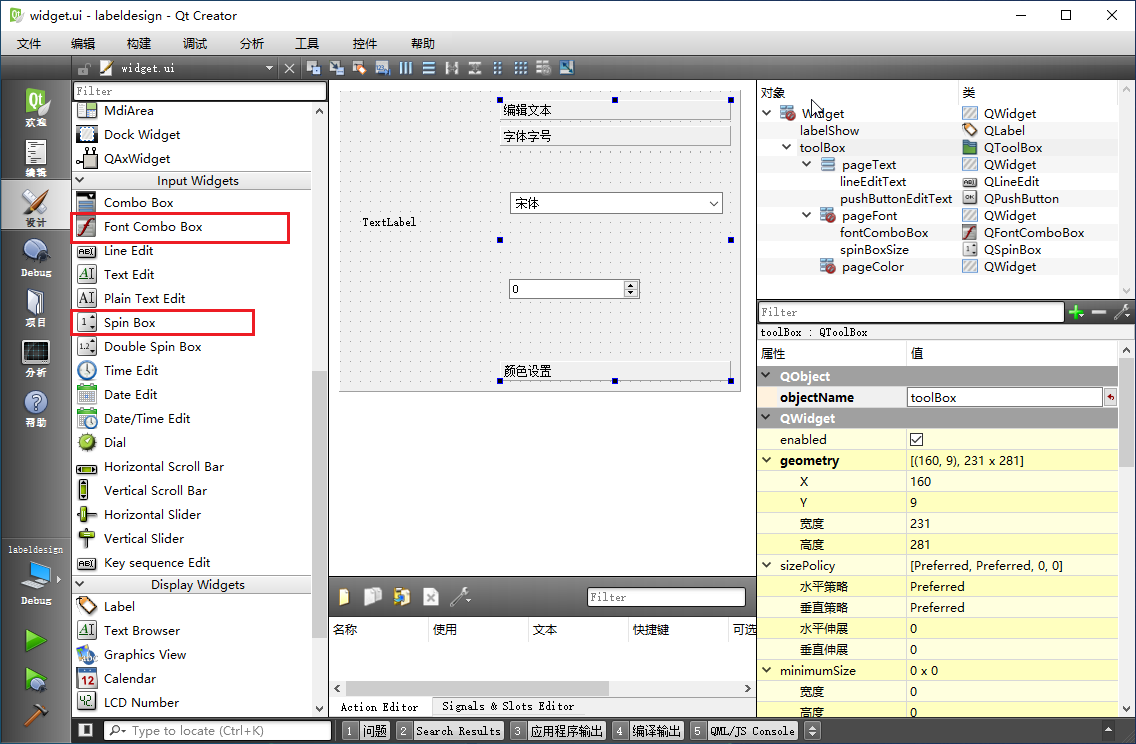 widget.ui - labeldesign - Qt Creator
文件 编辑 构建 调试 分析 工具 控件 帮助
widget.ui
欢迎
编辑
设计
Debug
项目
分析
帮助
labeldesign
Debug
Filter
MdiArea
Dock Widget
QAxWidget
Input Widgets
Combo Box
Font Combo Box
Line Edit
Text Edit
Plain Text Edit
Spin Box
Double Spin Box
Time Edit
Date Edit
Date/Time Edit
Dial
Horizontal Scroll Bar
Vertical Scroll Bar
Horizontal Slider
Vertical Slider
Key sequence Edit
Display Widgets
Label
Text Browser
Graphics View
Calendar
LCD Number
编辑文本
字体字号
宋体
TextLabel
0
颜色设置
Filter
名称 使用 文本 快捷键 可选
Action Editor Signals & Slots Editor
对象 类
Widget QWidget
labelShow QLabel
toolBox QToolBox
pageText QWidget
lineEditText QLineEdit
pushButtonEditText QPushButton
pageFont QWidget
fontComboBox QFontComboBox
spinBoxSize QSpinBox
pageColor QWidget
Filter
toolBox : QToolBox
属性 值
QObject
objectName toolBox
QWidget
enabled
geometry [(160, 9), 231 x 281]
X 160
Y 9
宽度 231
高度 281
sizePolicy [Preferred, Preferred, 0, 0]
水平策略 Preferred
垂直策略 Preferred
水平伸展 0
垂直伸展 0
minimumSize 0 x 0
宽度 0
高度 0
Type to locate (Ctrl+K) 1 问题 2 Search Results 3 应用程序输出 4 编译输出 5 QML/JS Console